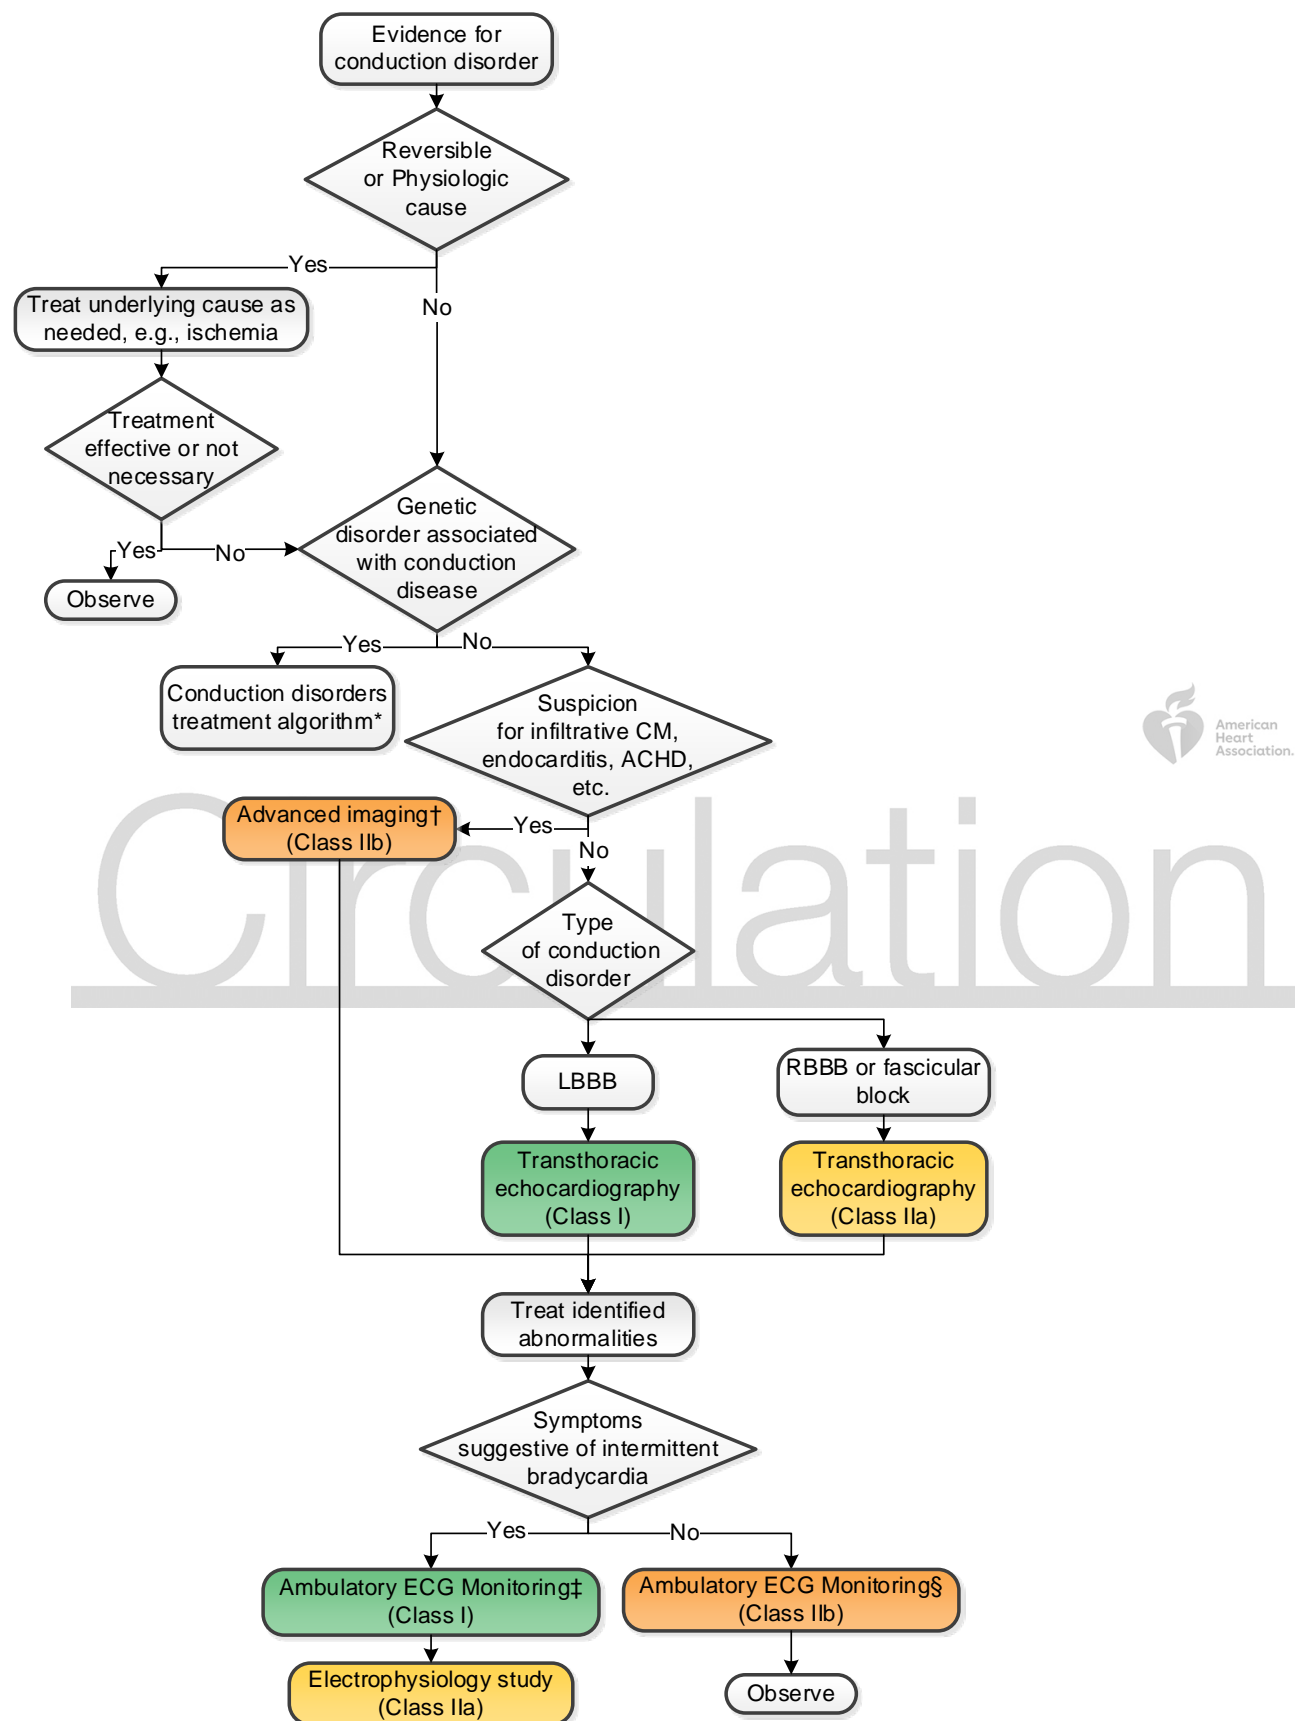 Evidence for
conduction disorder
Reversible
or Physiologic
cause
Yes
No
Treat underlying cause as
needed, e.g., ischemia
Treatment
effective or not
necessary
Yes
No
Observe
Genetic
disorder associated
with conduction
disease
Yes
No
Conduction disorders
treatment algorithm*
Suspicion
for infiltrative CM,
endocarditis, ACHD,
etc.
American
Heart
Association.
Yes
No
Advanced imaging†
(Class IIb)
Circulation
Type
of conduction
disorder
LBBB
RBBB or fascicular
block
Transthoracic
echocardiography
(Class I)
Transthoracic
echocardiography
(Class IIa)
Treat identified
abnormalities
Symptoms
suggestive of intermittent
bradycardia
Yes
No
Ambulatory ECG Monitoring‡
(Class I)
Ambulatory ECG Monitoring§
(Class IIb)
Electrophysiology study
(Class IIa)
Observe